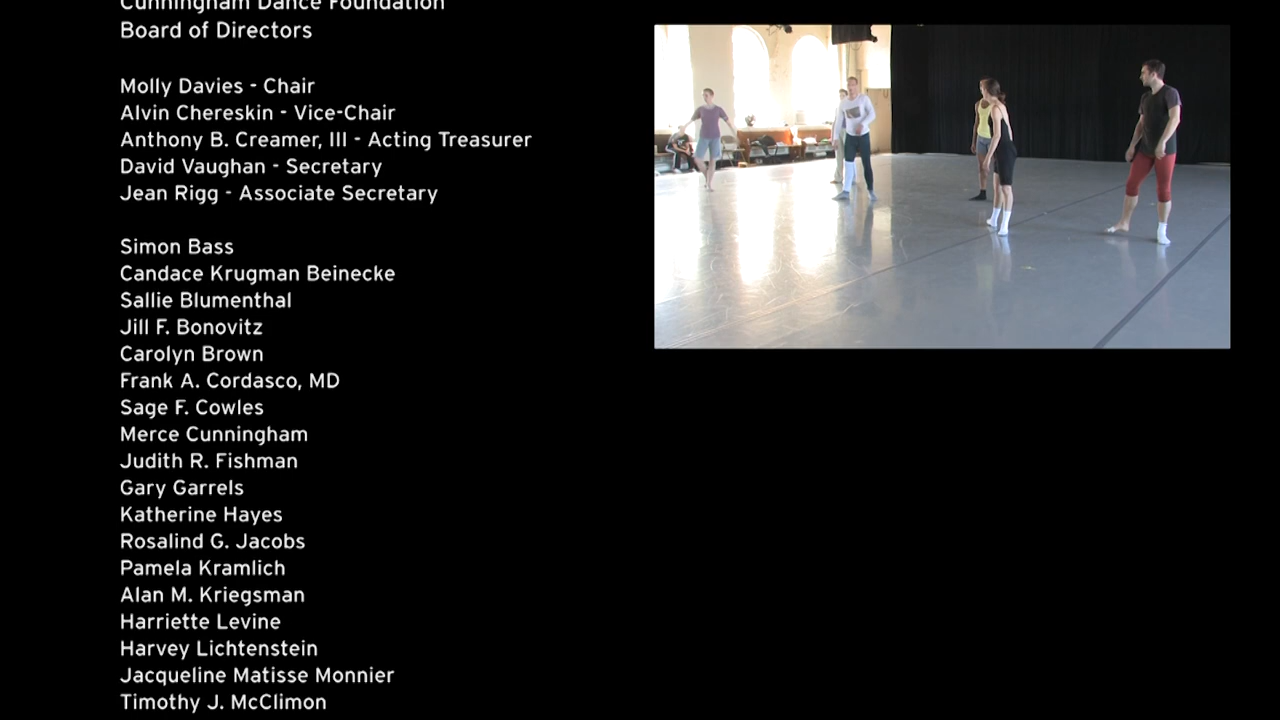 Cunningham Dance Foundation
Board of Directors
Molly Davies - Chair
Alvin Chereskin - Vice-Chair
Anthony B. Creamer, III - Acting Treasurer
David Vaughan - Secretary
Jean Rigg - Associate Secretary
Simon Bass
Candace Krugman Beinecke
Sallie Blumenthal
Jill F. Bonovitz
Carolyn Brown
Frank A. Cordasco, MD
Sage F. Cowles
Merce Cunningham
Judith R. Fishman
Gary Garrels
Katherine Hayes
Rosalind G. Jacobs
Pamela Kramlich
Alan M. Kriegsman
Harriette Levine
Harvey Lichtenstein
Jacqueline Matisse Monnier
Timothy J. McClimon